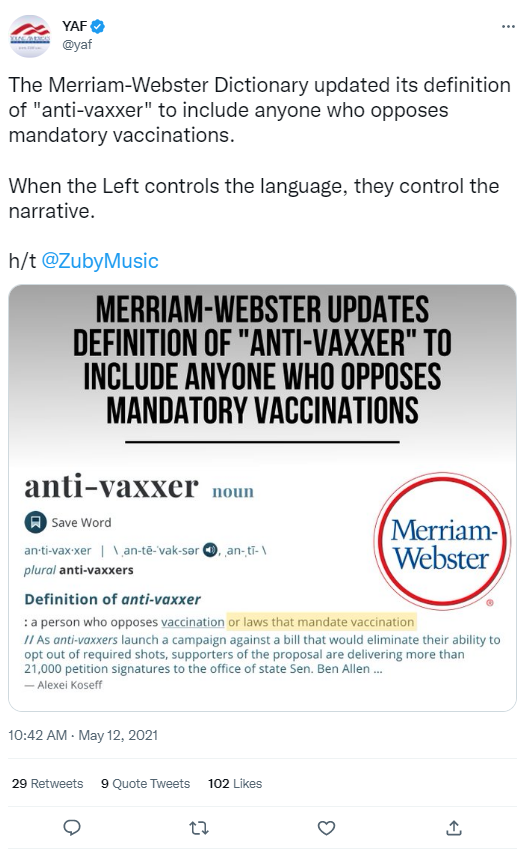 YAF
@yaf
The Merriam-Webster Dictionary updated its definition
of "anti-vaxxer" to include anyone who opposes
mandatory vaccinations.
When the Left controls the language, they control the
narrative.
h/t @ZubyMusic
MERRIAM-WEBSTER UPDATES
DEFINITION OF "ANTI-VAXXER" TO
INCLUDE ANYONE WHO OPPOSES
MANDATORY VACCINATIONS
anti-vaxxer noun
Save Word
an·ti-vax·xer | \ ˌan-tē-ˈvak-sər , ˌan-ˌtī- \
plural anti-vaxxers
Definition of anti-vaxxer
: a person who opposes vaccination or laws that mandate vaccination
// As anti-vaxxers launch a campaign against a bill that would eliminate their ability to
opt out of required shots, supporters of the proposal are delivering more than
21,000 petition signatures to the office of state Sen. Ben Allen ...
— Alexei Koseff
Merriam-
Webster
®
10:42 AM · May 12, 2021
29 Retweets 9 Quote Tweets 102 Likes